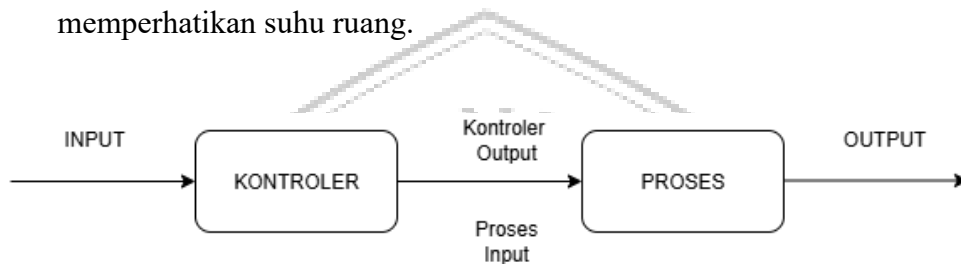 memperhatikan suhu ruang.
INPUT
KONTROLER
Kontroler
Output
Proses
Input
PROSES
OUTPUT